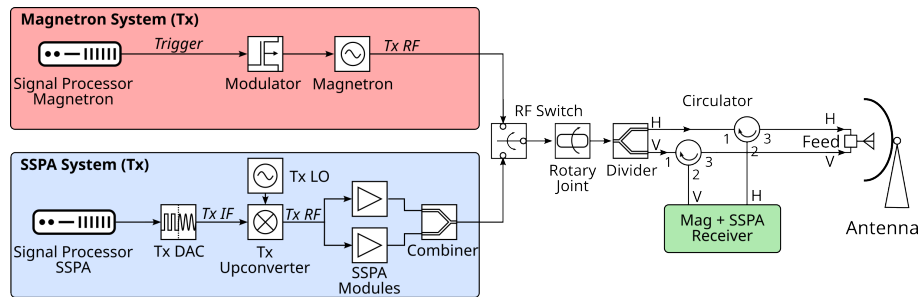 Magnetron System (Tx)
Trigger
Tx RF
Signal Processor
Magnetron
Modulator
Magnetron
SSPA System (Tx)
Tx LO
Tx IF
Tx RF
Signal Processor
SSPA
Tx DAC
Tx
Upconverter
SSPA
Modules
Combiner
RF Switch
Rotary
Joint
Divider
H
V
Circulator
1
2
3
1
2
3
H
V
Feed
V
H
Mag + SSPA
Receiver
Antenna